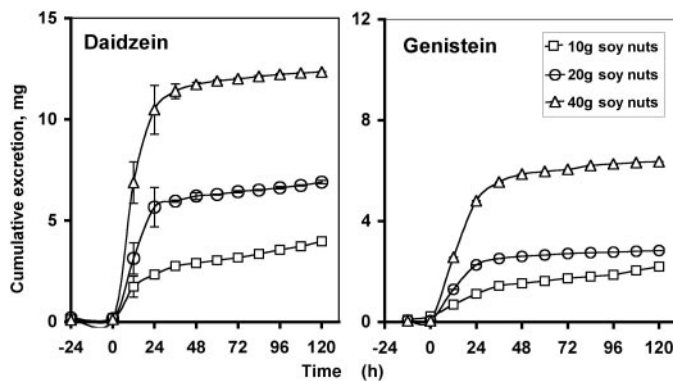 Daidzein
Genistein
10g soy nuts
20g soy nuts
40g soy nuts
Cumulative excretion, mg
15
10
5
0
12
8
4
0
-24 0 24 48 72 96 120
-24 0 24 48 72 96 120
Time (h)